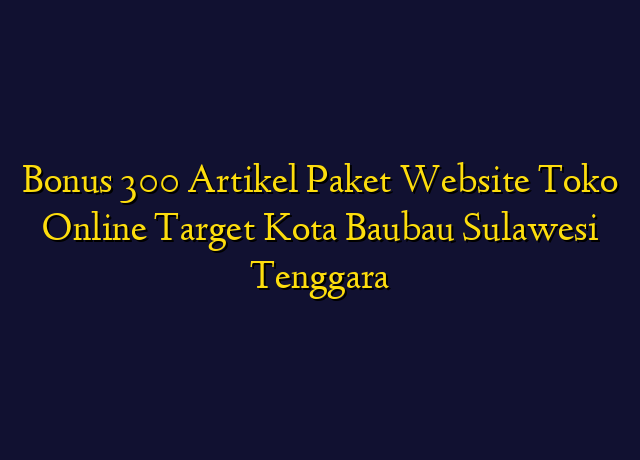 Bonus 300 Artikel Paket Website Toko
Online Target Kota Baubau Sulawesi
Tenggara